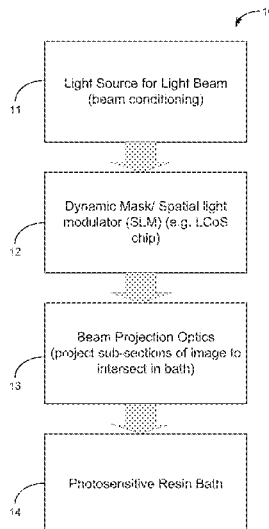 10
Light Source for Light Beam
(beam conditioning)
11
Dynamic Mask/ Spatial light
modulator (SLM) (e.g. LCoS
chip)
12
Beam Projection Optics
(project sub-sections of image to
intersect in bath)
13
Photosensitive Resin Bath
14